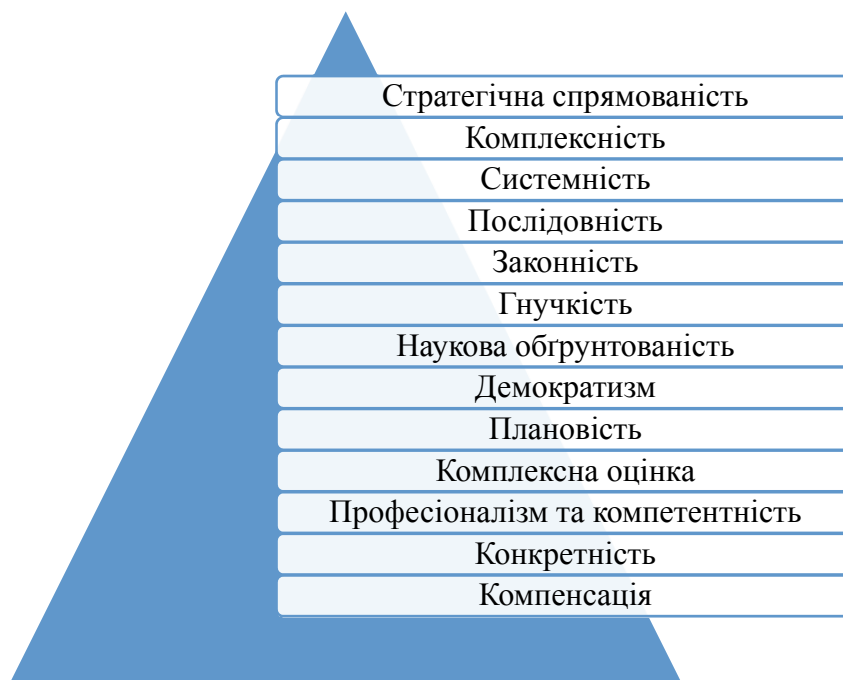 Стратегічна спрямованість
Комплексність
Системність
Послідовність
Законність
Гнучкість
Наукова обґрунтованість
Демократизм
Плановість
Комплексна оцінка
Професіоналізм та компетентність
Конкретність
Компенсація